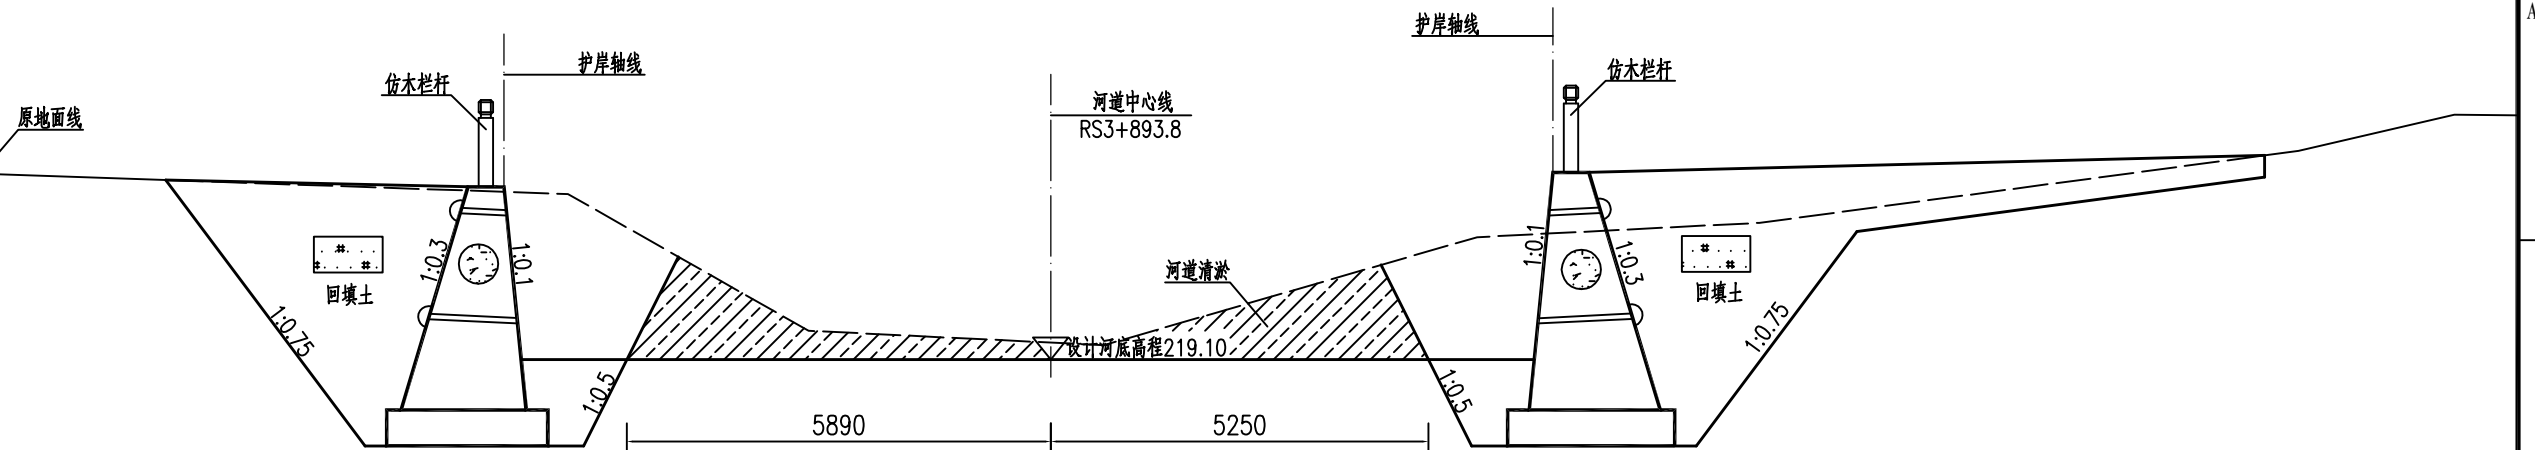 A
护岸轴线
护岸轴线
仿木栏杆
仿木栏杆
原地面线
河道中心线
RS3+893.8
1:0.3
1:0.1
1:0.1
1:0.3
河道清淤
回填土
回填土
1:0.75
1:0.75
设计河底高程219.10
1:0.5
1:0.5
5890
5250